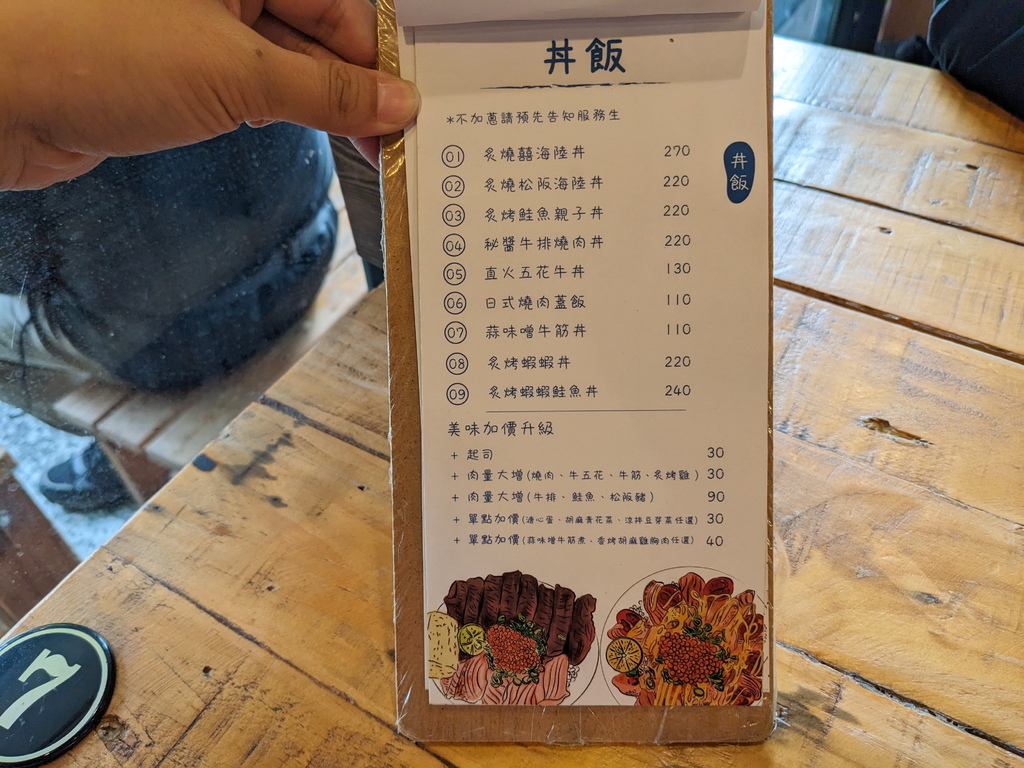 丼飯
*不加蔥請預先告知服務生
01 炙燒囍海陸丼 270
02 炙燒松阪海陸丼 220
03 炙烤鮭魚親子丼 220
04 秘醬牛排燒肉丼 220
05 直火五花牛丼 130
06 日式燒肉蓋飯 110
07 蒜味噌牛筋丼 110
08 炙烤蝦蝦丼 220
09 炙烤蝦蝦鮭魚丼 240
丼飯
美味加價升級
+ 起司 30
+ 肉量大增(燒肉、牛五花、牛筋、炙烤雞) 30
+ 肉量大增(牛排、鮭魚、松阪豬) 90
+ 單點加價(溏心蛋、胡麻青花菜、涼拌豆芽菜任選) 30
+ 單點加價(蒜味噌牛筋煮、香烤胡麻雞胸肉任選) 40
7